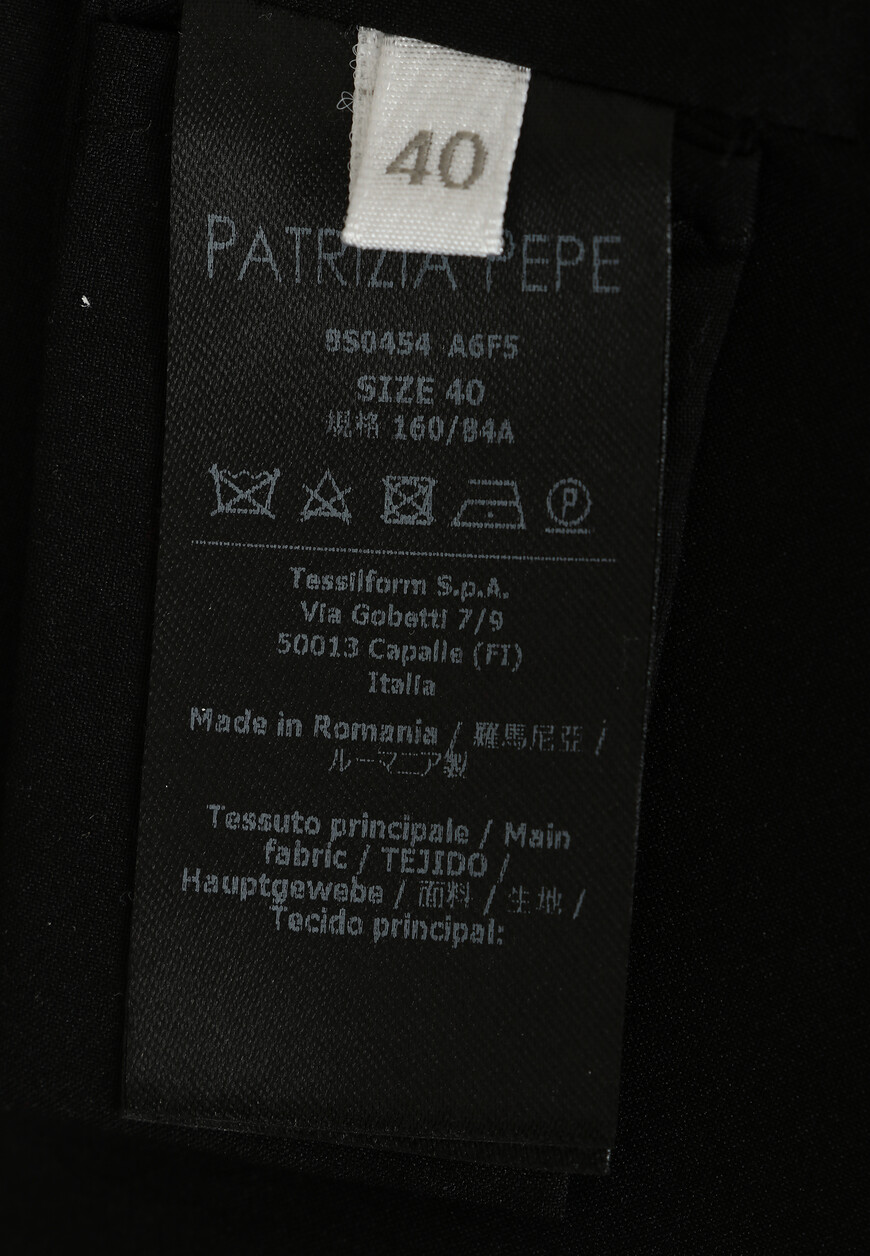 40
PATRIZIA PEPE
8S0454 A6F5
SIZE 40
規格 160/84A
P
Tessilform S.p.A.
Via Gobetti 7/9
50013 Capalle (FI)
Italia
Made in Romania / 羅馬尼亞 /
ルーマニア製
Tessuto principale / Main
fabric / TEJIDO /
Hauptgewebe / 面料 / 生地 /
Tecido principal: